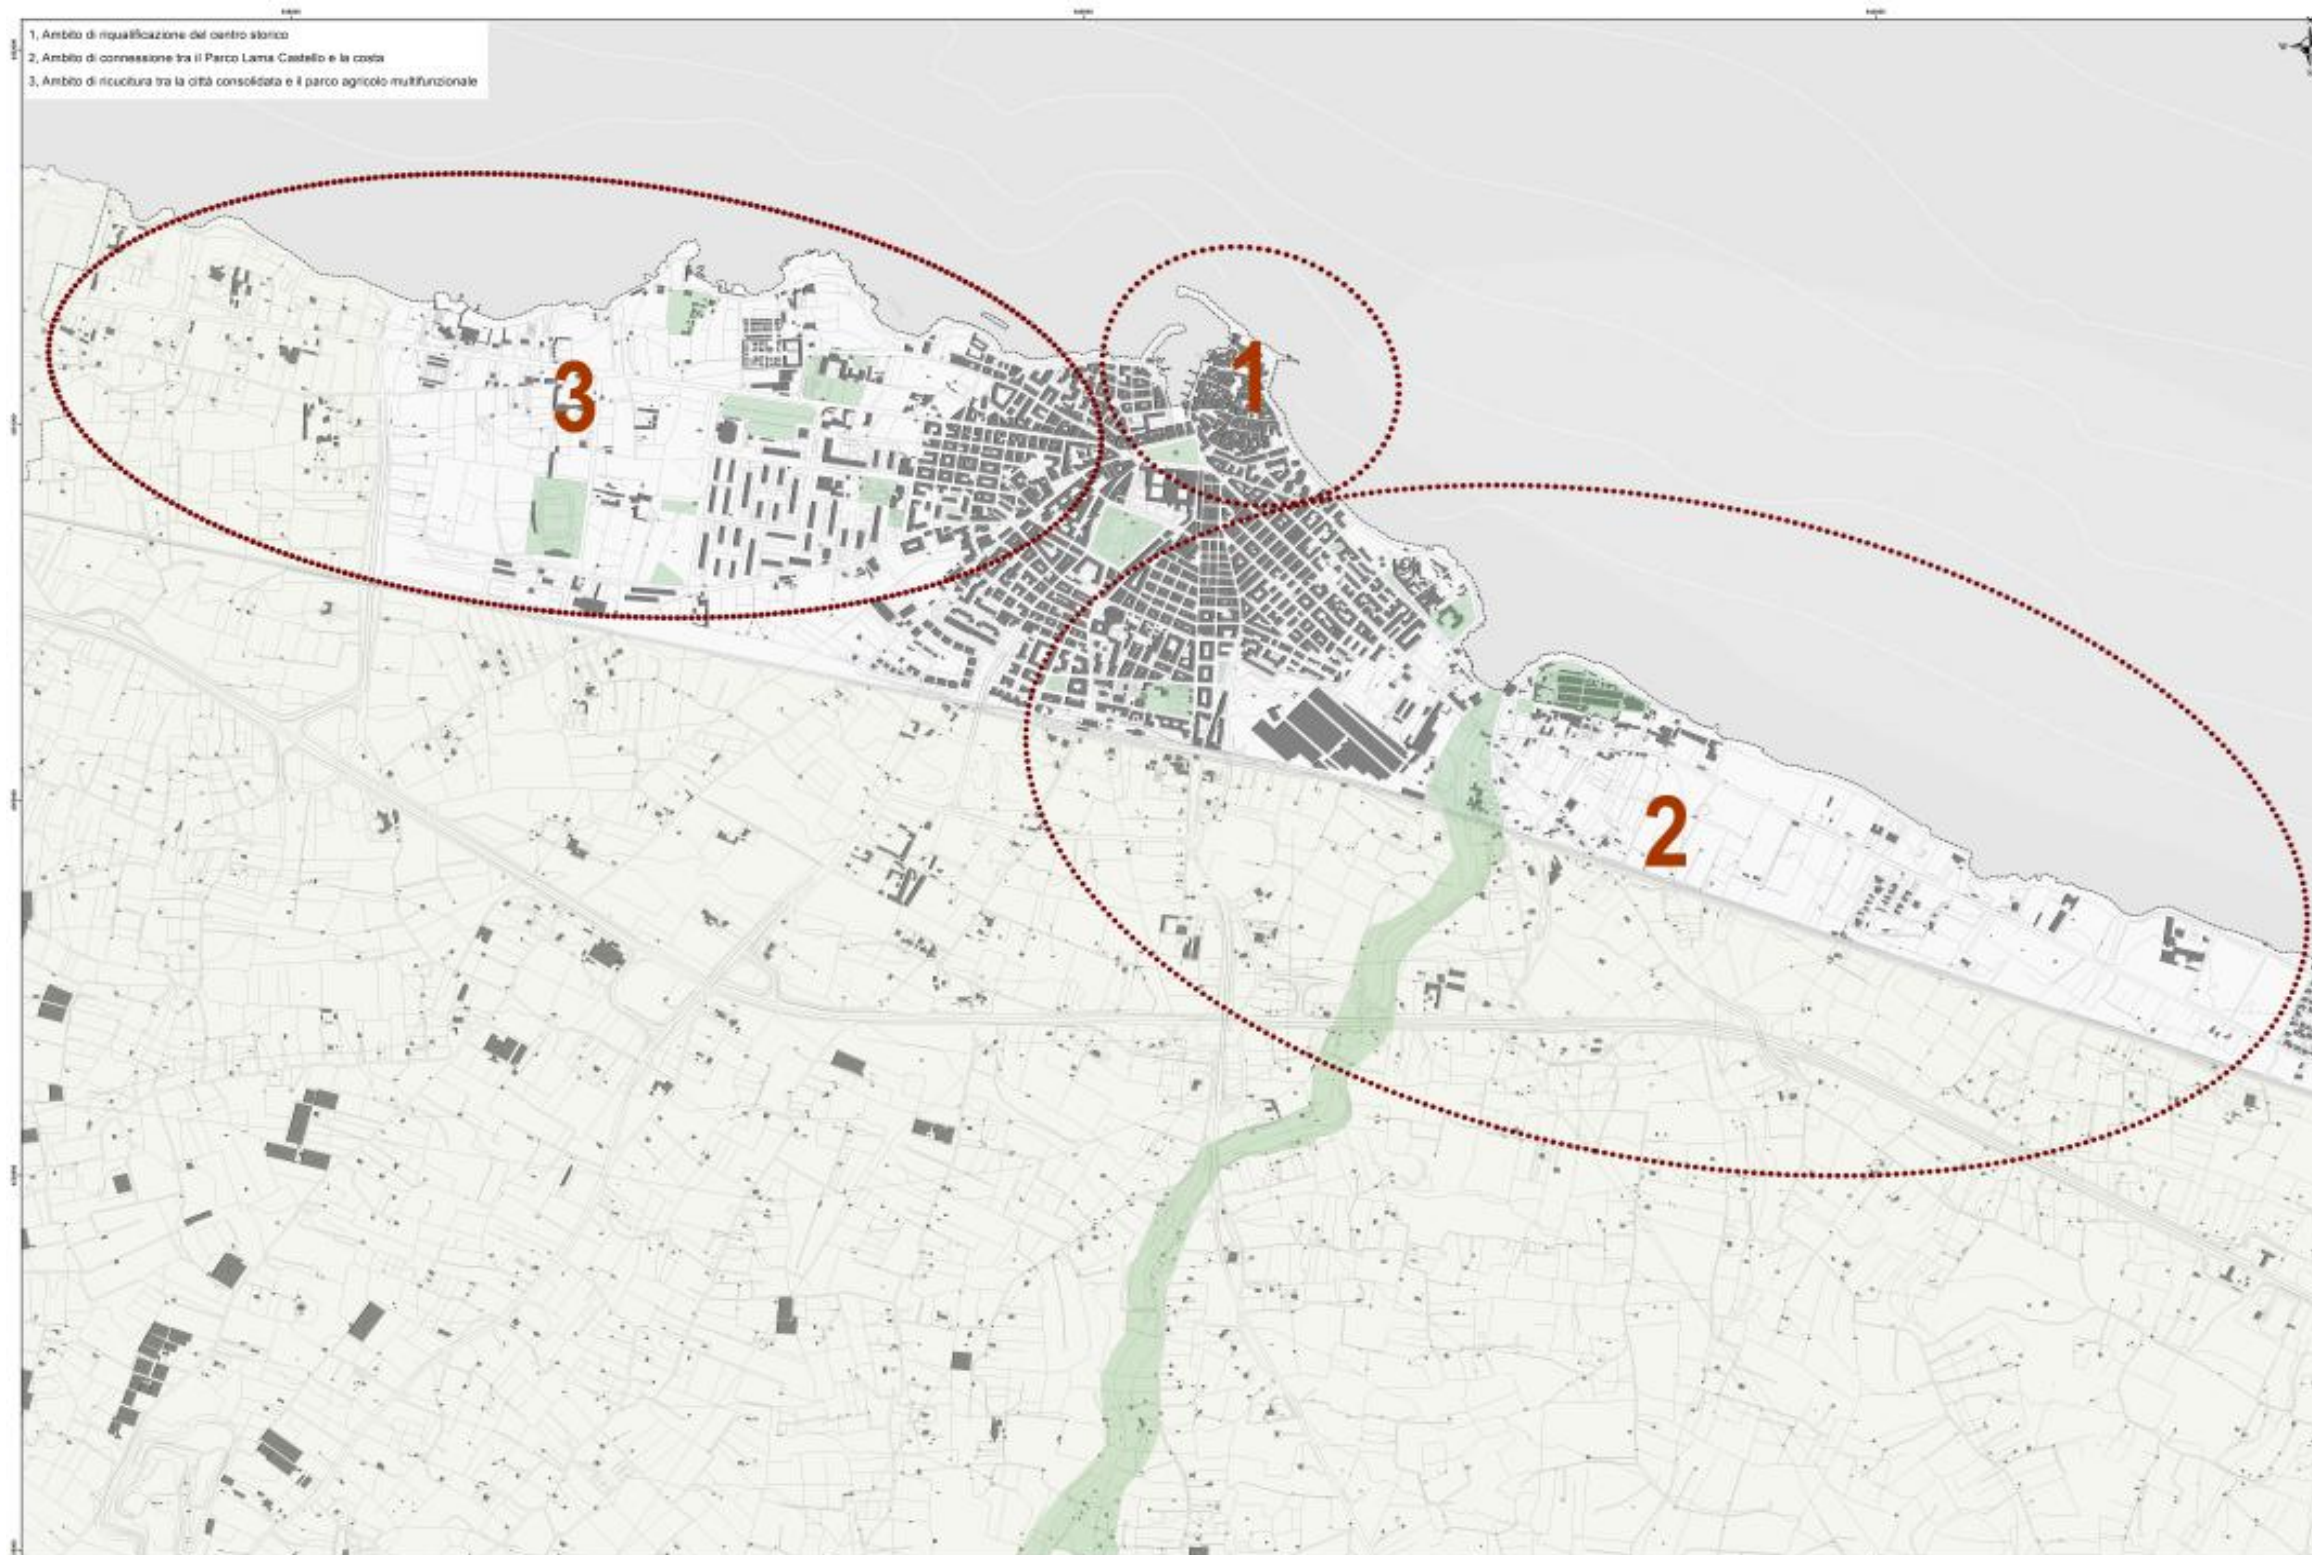 1, Ambito di riqualificazione del centro storico
2, Ambito di connessione tra il Parco Lama Castello e la costa
3, Ambito di ricucitura tra la città consolidata e il parco agricolo multifunzionale
1
3
2